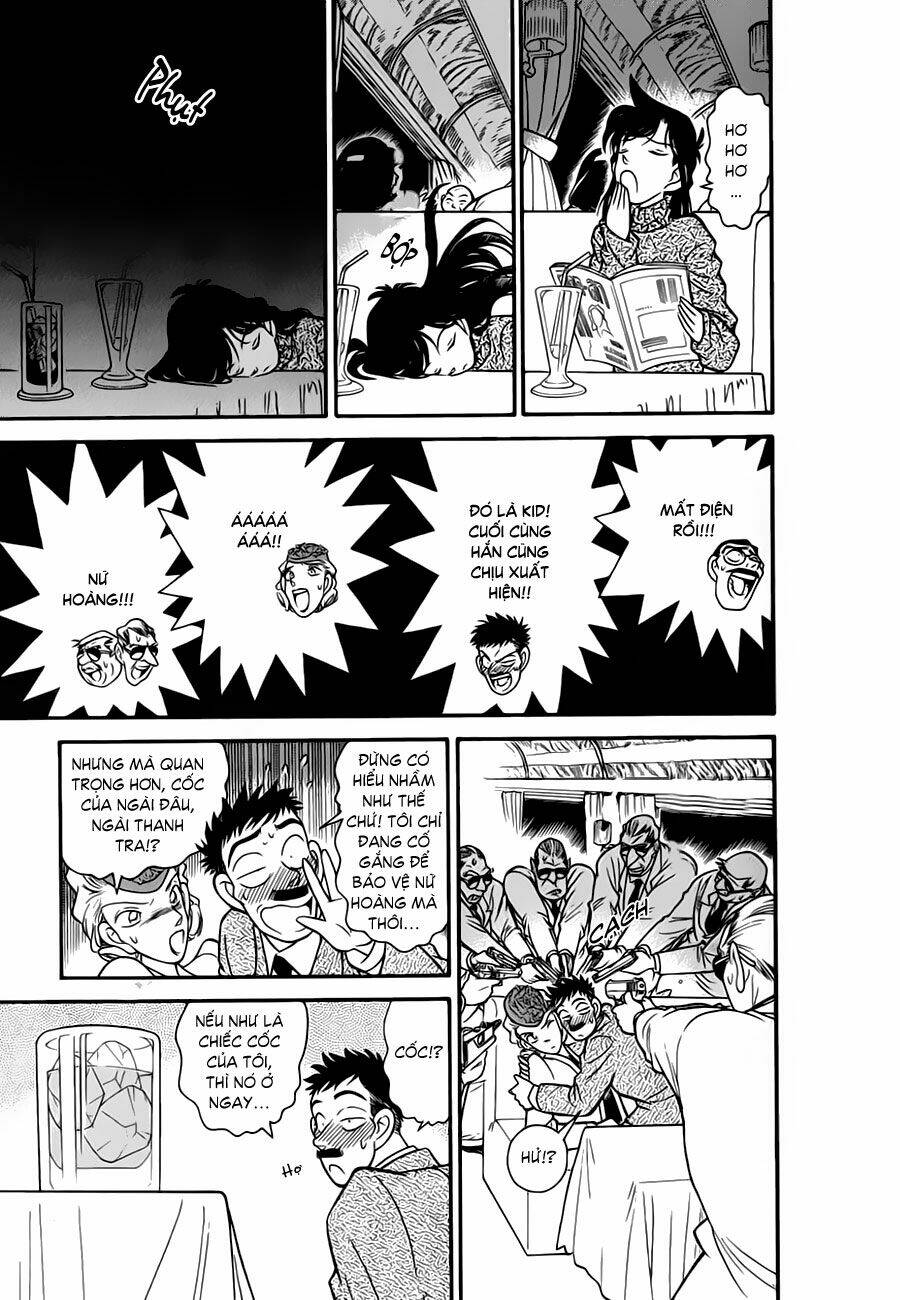 HƠ
HƠ
HƠ
...
BỘP
Phụt
MẤT ĐIỆN
RỒI!!!
ĐÓ LÀ KID!
CUỐI CÙNG
HẮN CŨNG
CHỊU XUẤT
HIỆN!!
ÁÁÁÁÁ
ÁÁÁ!!
NỮ
HOÀNG!!!
CẠCH
HỬ!?
ĐỪNG CÓ
HIỂU NHẦM
NHƯ THẾ
CHỨ! TÔI CHỈ
ĐANG CỐ
GẮNG ĐỂ
BẢO VỆ NỮ
HOÀNG MÀ
THÔI...
NHƯNG MÀ QUAN
TRỌNG HƠN, CỐC
CỦA NGÀI ĐÂU,
NGÀI THANH
TRA!?
CỐC!?
NẾU NHƯ LÀ
CHIẾC CỐC
CỦA TÔI,
THÌ NÓ Ở
NGAY...
HỢ